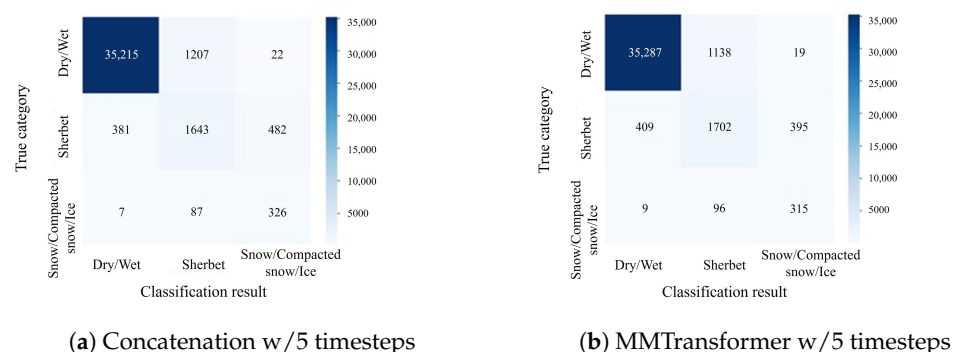 True category
Dry/Wet
Sherbet
Snow/Compacted
snow/Ice
35,215 1207 22
381 1643 482
7 87 326
Dry/Wet Sherbet Snow/Compacted
snow/Ice
Classification result
35,000
30,000
25,000
20,000
15,000
10,000
5000
(a) Concatenation w/5 timesteps
True category
Dry/Wet
Sherbet
Snow/Compacted
snow/Ice
35,287 1138 19
409 1702 395
9 96 315
Dry/Wet Sherbet Snow/Compacted
snow/Ice
Classification result
35,000
30,000
25,000
20,000
15,000
10,000
5000
(b) MMTransformer w/5 timesteps